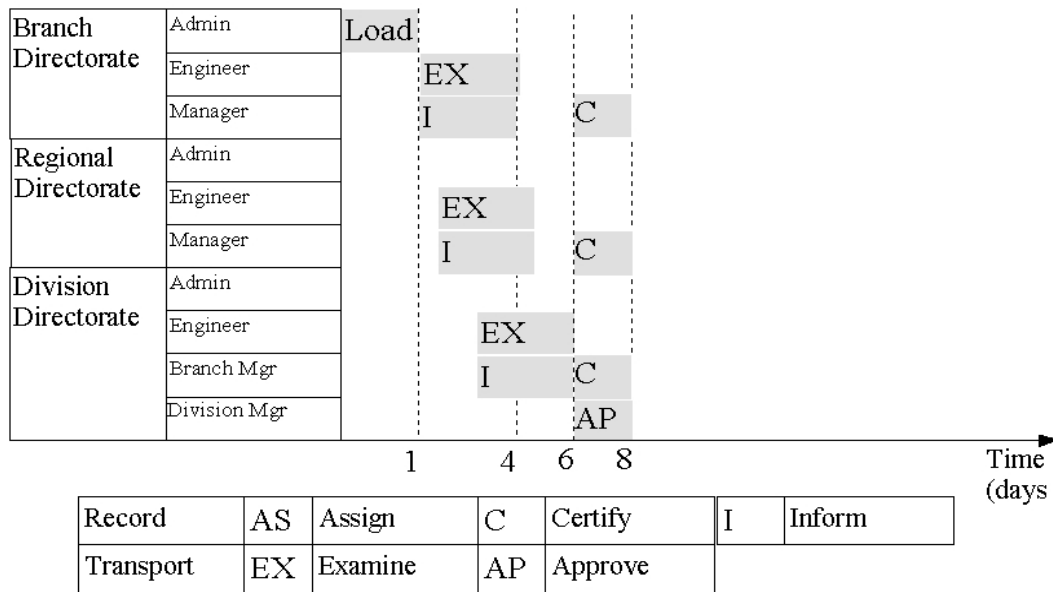 Branch
Directorate
Admin
Load
Engineer
EX
Manager
I
C
Regional
Directorate
Admin
Engineer
EX
Manager
I
C
Division
Directorate
Admin
Engineer
EX
Branch Mgr
I
C
Division Mgr
AP
1 4 6 8
Time
(days
Record AS Assign C Certify I Inform
Transport EX Examine AP Approve